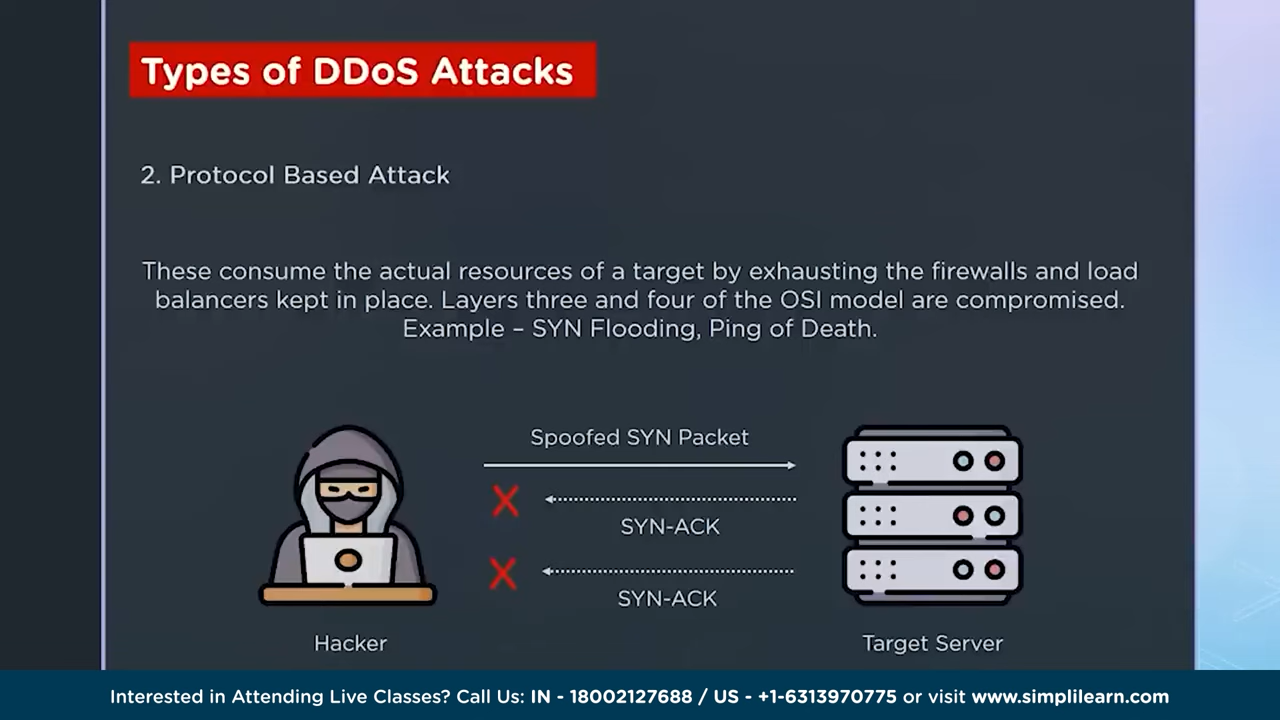 Types of DDoS Attacks
2. Protocol Based Attack
These consume the actual resources of a target by exhausting the firewalls and load
balancers kept in place. Layers three and four of the OSI model are compromised.
Example – SYN Flooding, Ping of Death.
Spoofed SYN Packet
SYN-ACK
SYN-ACK
Hacker
Target Server
Interested in Attending Live Classes? Call Us: IN - 18002127688 / US - +1-6313970775 or visit www.simplilearn.com